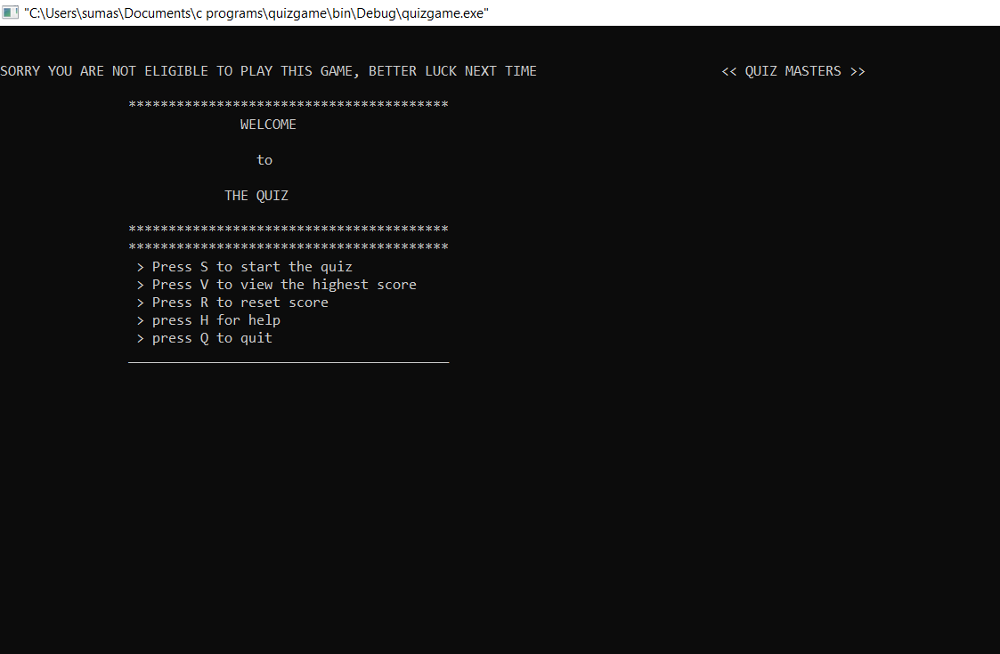 "C:\Users\sumas\Documents\c programs\quizgame\bin\Debug\quizgame.exe"
SORRY YOU ARE NOT ELIGIBLE TO PLAY THIS GAME, BETTER LUCK NEXT TIME << QUIZ MASTERS >>
****************************************
WELCOME
to
THE QUIZ
****************************************
****************************************
> Press S to start the quiz
> Press V to view the highest score
> Press R to reset score
> press H for help
> press Q to quit
________________________________________